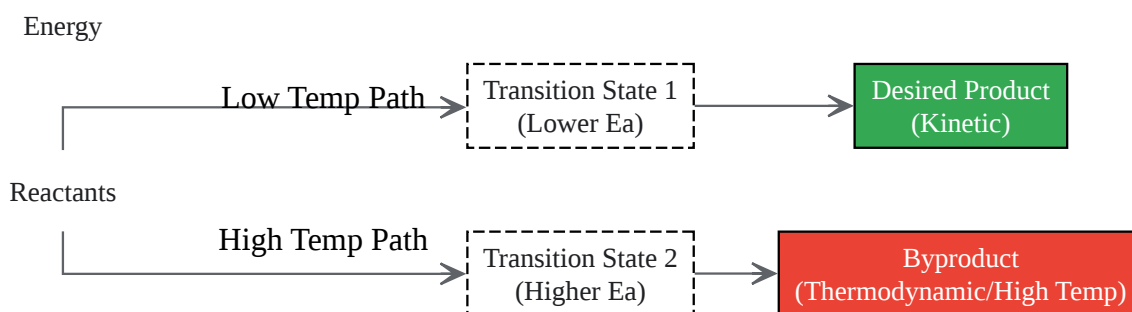 Energy
Low Temp Path
Transition State 1
(Lower Ea)
Desired Product
(Kinetic)
Reactants
High Temp Path
Transition State 2
(Higher Ea)
Byproduct
(Thermodynamic/High Temp)